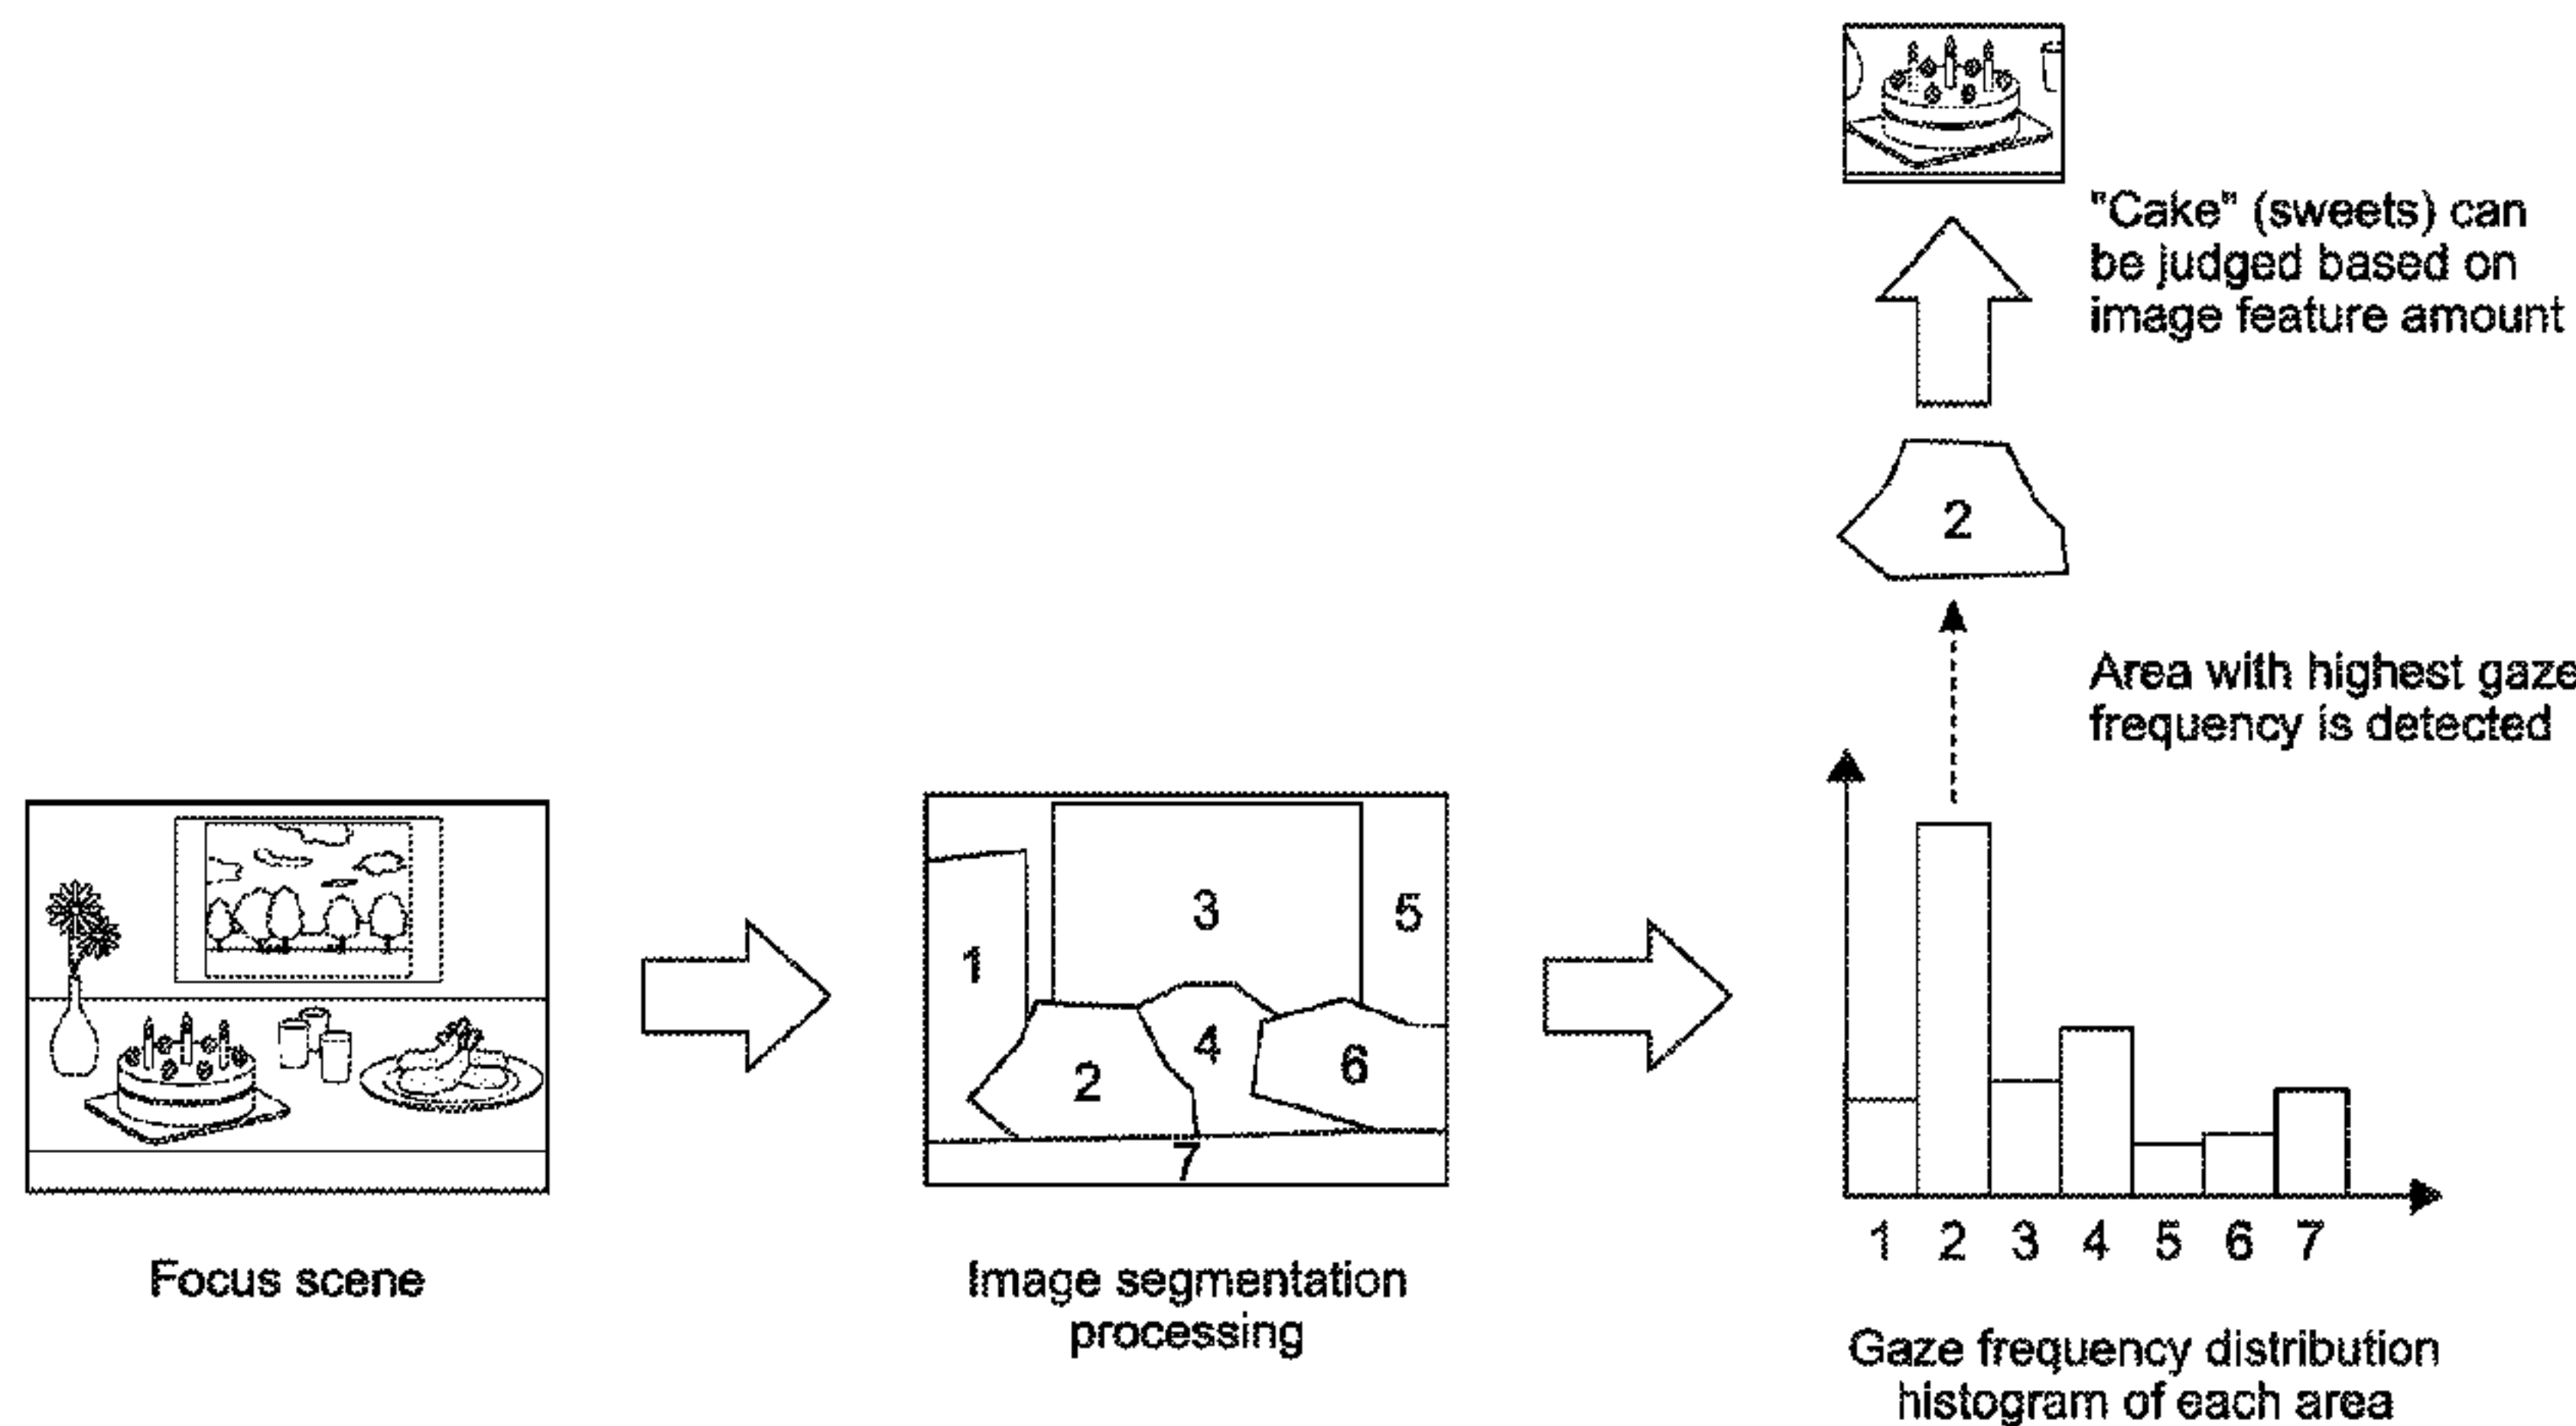 "Cake" (sweets) can
be judged based on
image feature amount
2
Area with highest gaze
frequency is detected
3
5
1
4
2
6
7
1 2 3 4 5 6 7
Focus scene
Image segmentation
processing
Gaze frequency distribution
histogram of each area